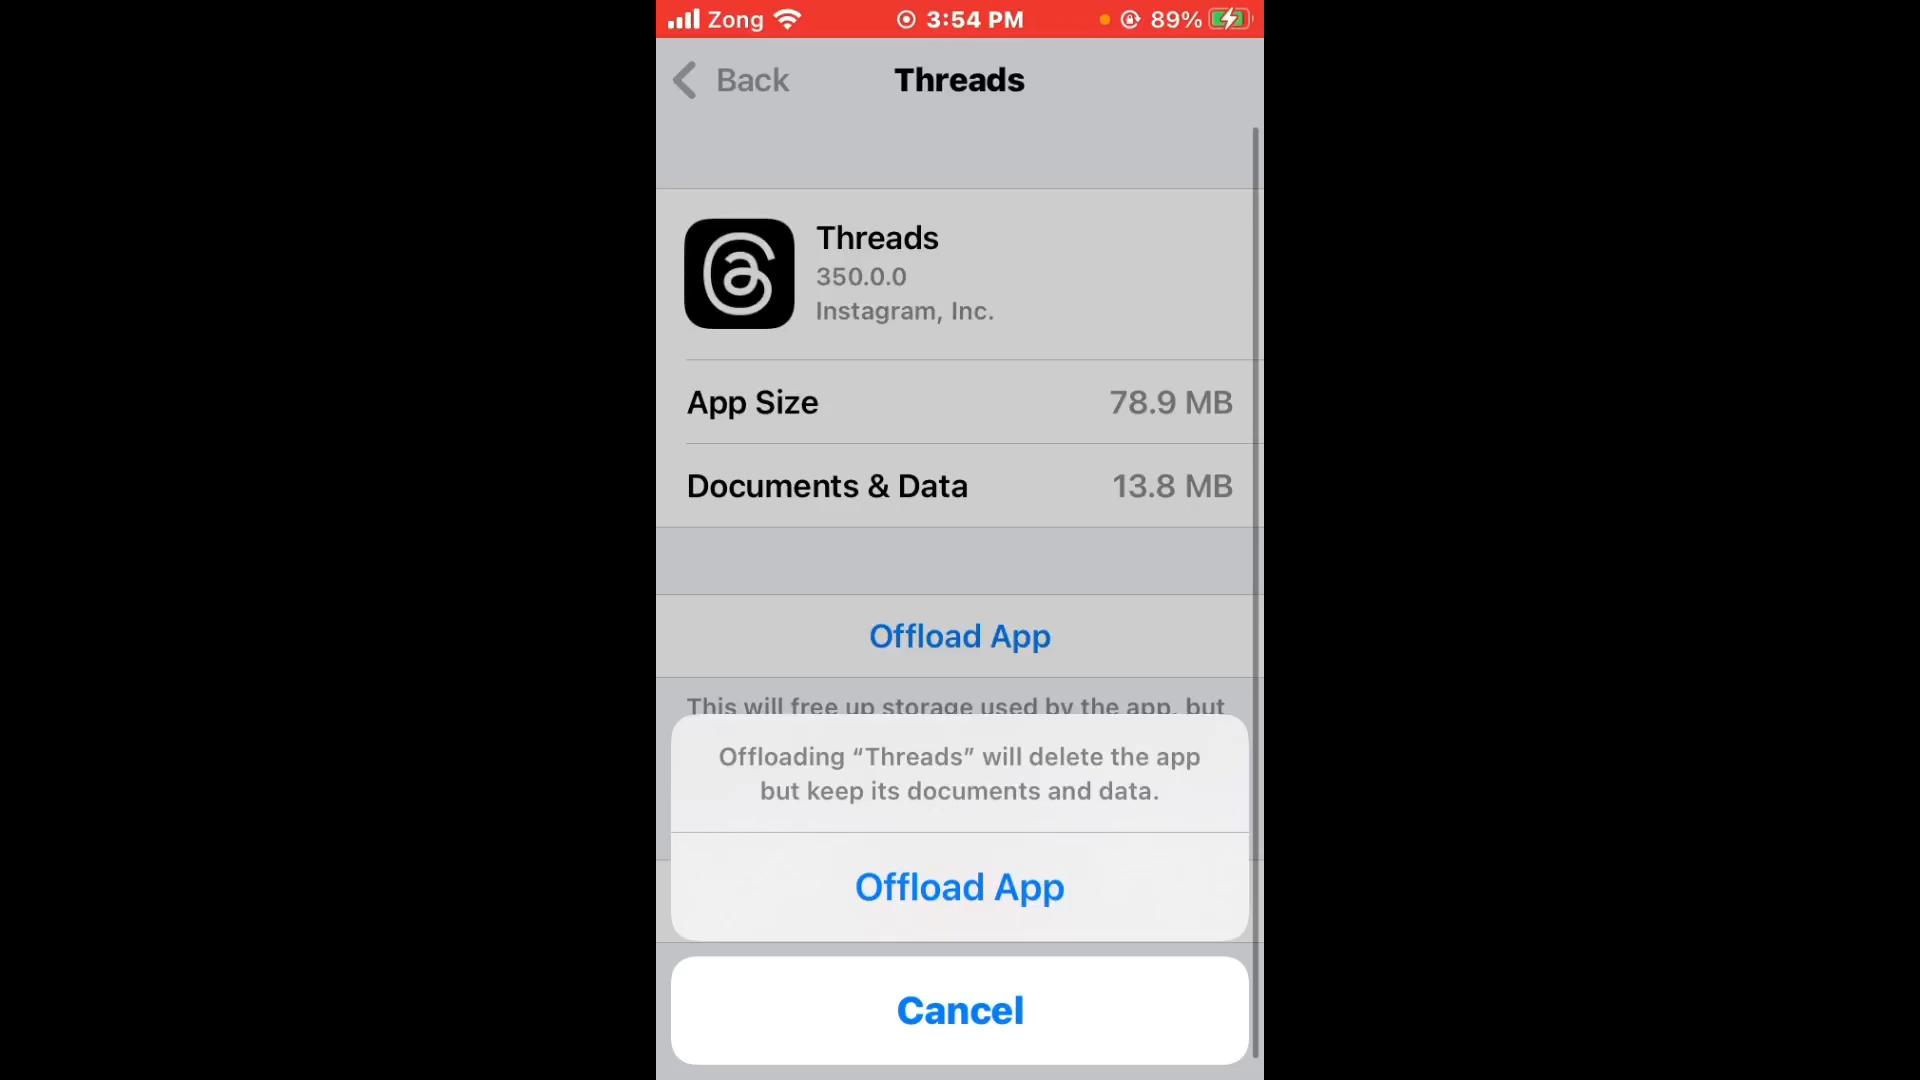 Zong 3:54 PM 89%
Back Threads
Threads
350.0.0
Instagram, Inc.
App Size 78.9 MB
Documents & Data 13.8 MB
Offload App
This will free up storage used by the app, but
Offloading “Threads” will delete the app
but keep its documents and data.
Offload App
Cancel